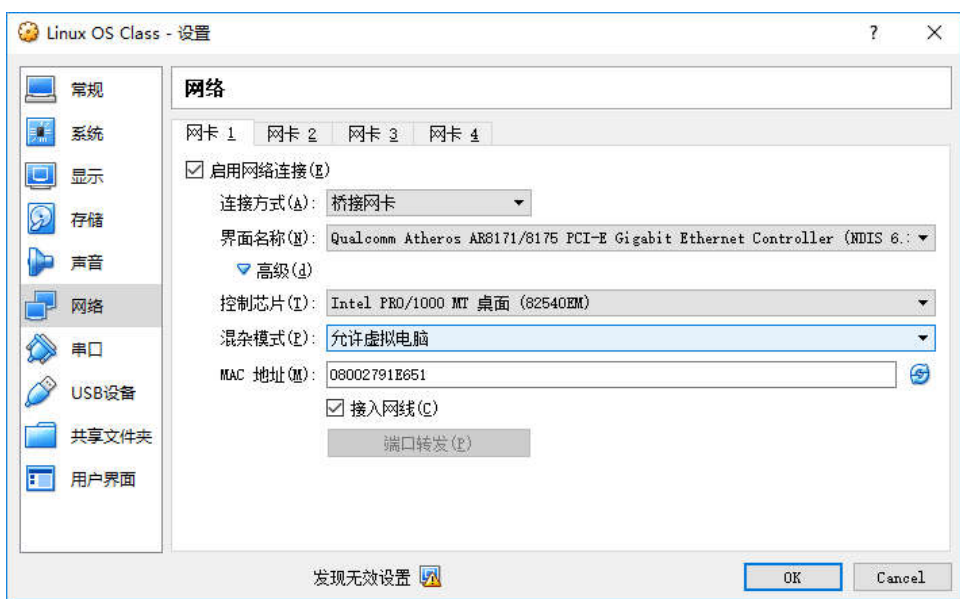 Linux OS Class - 设置
?
常规
系统
显示
存储
声音
网络
串口
USB设备
共享文件夹
用户界面
网络
网卡 1 网卡 2 网卡 3 网卡 4
启用网络连接(E)
连接方式(A): 桥接网卡
界面名称(N): Qualcomm Atheros AR8171/8175 PCI-E Gigabit Ethernet Controller (NDIS 6.
高级(d)
控制芯片(T): Intel PRO/1000 MT 桌面 (82540EM)
混杂模式(P): 允许虚拟电脑
MAC 地址(M): 08002791E651
接入网线(C)
端口转发(P)
发现无效设置
OK Cancel